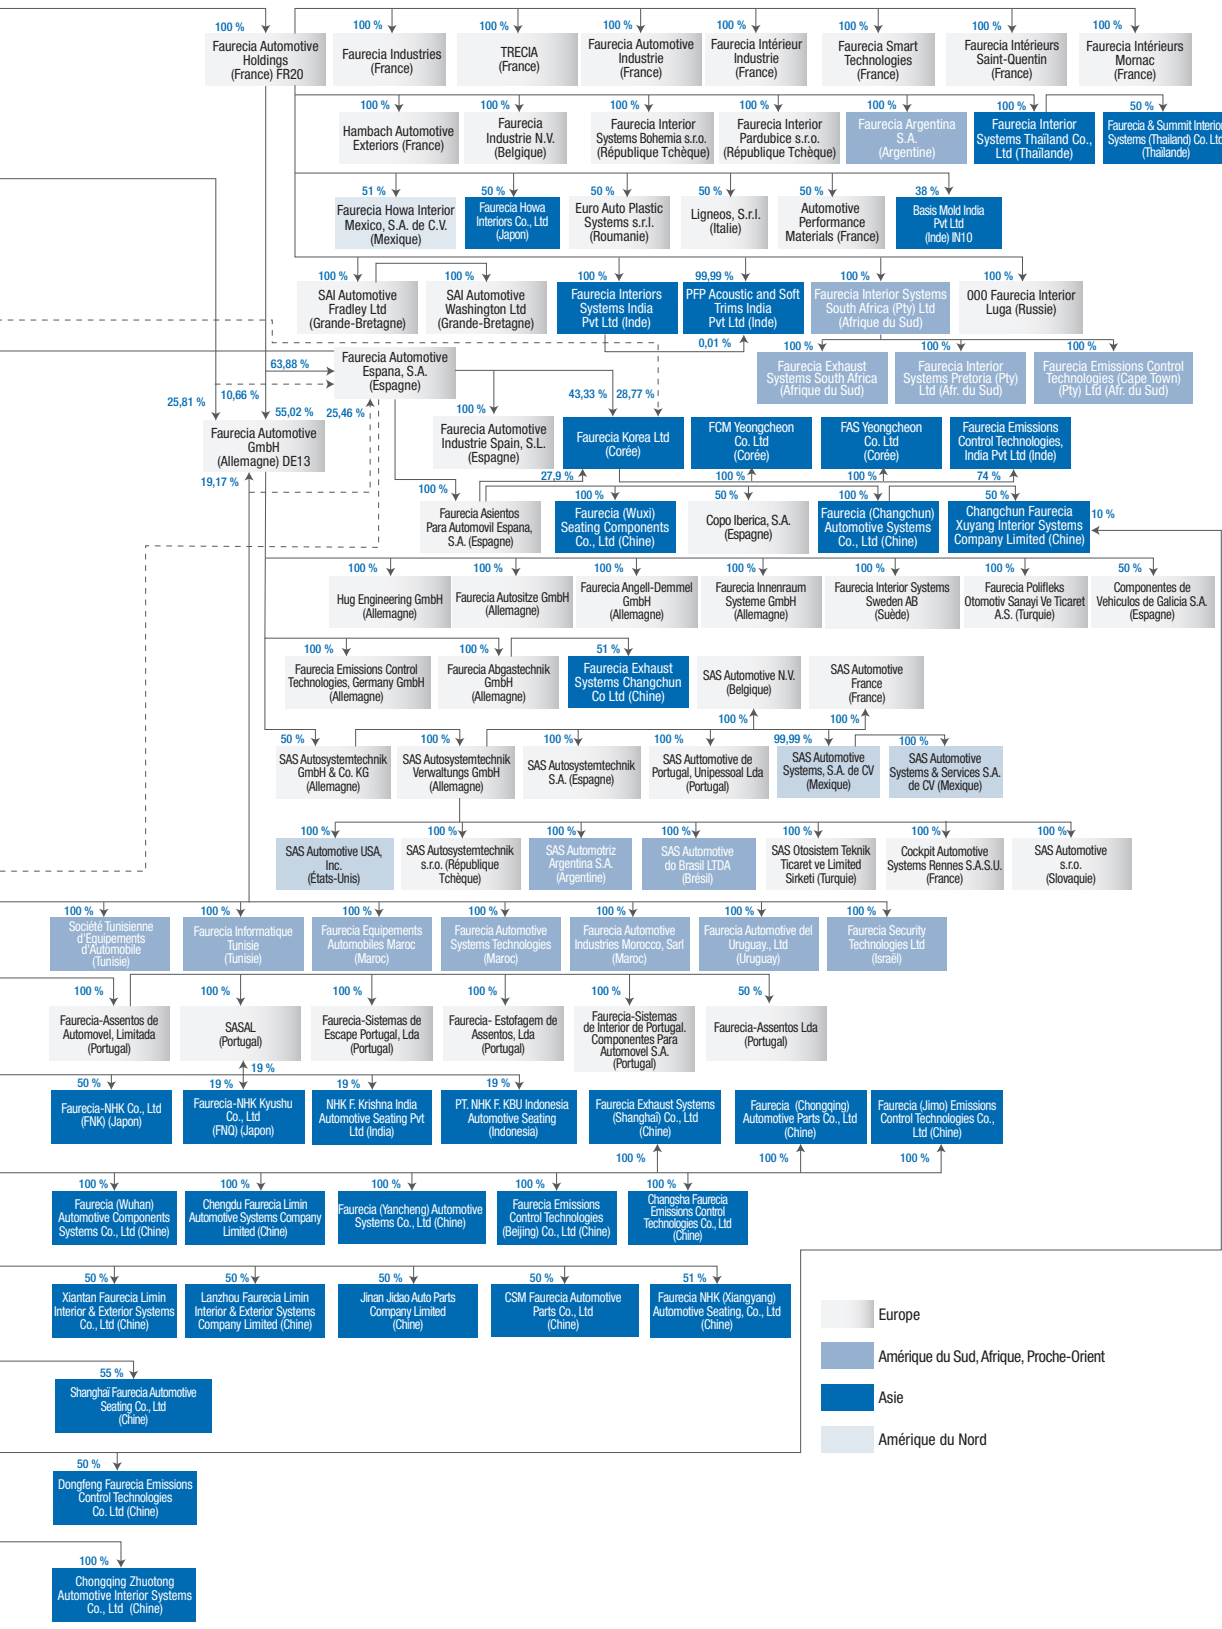 100 %
Faurecia Automotive
Holdings
(France) FR20
100 %
Faurecia Industries
(France)
100 %
TRECIA
(France)
100 %
Faurecia Automotive
Industrie
(France)
100 %
Faurecia Intérieur
Industrie
(France)
100 %
Faurecia Smart
Technologies
(France)
100 %
Faurecia Intérieurs
Saint-Quentin
(France)
100 %
Faurecia Intérieurs
Mornac
(France)
100 %
Hambach Automotive
Exteriors (France)
100 %
Faurecia
Industrie N.V.
(Belgique)
100 %
Faurecia Interior
Systems Bohemia s.r.o.
(République Tchèque)
100 %
Faurecia Interior
Pardubice s.r.o.
(République Tchèque)
100 %
Faurecia Argentina
S.A.
(Argentine)
100 %
Faurecia Interior
Systems Thaïland Co.,
Ltd (Thaïlande)
50 %
Faurecia & Summit Interior
Systems (Thailand) Co. Ltd
(Thaïlande)
51 %
Faurecia Howa Interior
Mexico, S.A. de C.V.
(Mexique)
50 %
Faurecia Howa
Interiors Co., Ltd
(Japon)
50 %
Euro Auto Plastic
Systems s.r.l.
(Roumanie)
50 %
Ligneos, S.r.l.
(Italie)
50 %
Automotive
Performance
Materials (France)
38 %
Basis Mold India
Pvt Ltd
(Inde) IN10
100 %
SAI Automotive
Fradley Ltd
(Grande-Bretagne)
100 %
SAI Automotive
Washington Ltd
(Grande-Bretagne)
100 %
Faurecia Interiors
Systems India
Pvt Ltd (Inde)
99,99 %
PFP Acoustic and Soft
Trims India
Pvt Ltd (Inde)
0,01 %
100 %
Faurecia Interior Systems
South Africa (Pty) Ltd
(Afrique du Sud)
100 %
000 Faurecia Interior
Luga (Russie)
100 %
Faurecia Exhaust
Systems South Africa
(Afrique du Sud)
100 %
Faurecia Interior
Systems Pretoria (Pty)
Ltd (Afr. du Sud)
100 %
Faurecia Emissions Control
Technologies (Cape Town)
(Pty) Ltd (Afr. du Sud)
63,88 %
Faurecia Automotive
Espana, S.A.
(Espagne)
10,66 %
25,81 %
55,02 %
25,46 %
Faurecia Automotive
GmbH
(Allemagne) DE13
19,17 %
100 %
Faurecia Automotive
Industrie Spain, S.L.
(Espagne)
43,33 %
28,77 %
Faurecia Korea Ltd
(Corée)
27,9 %
FCM Yeongcheon
Co. Ltd
(Corée)
100 %
FAS Yeongcheon
Co. Ltd
(Corée)
100 %
Faurecia Emissions
Control Technologies,
India Pvt Ltd (Inde)
74 %
100 %
Faurecia Asientos
Para Automovil Espana,
S.A. (Espagne)
100 %
Faurecia (Wuxi)
Seating Components
Co., Ltd (Chine)
50 %
Copo Iberica, S.A.
(Espagne)
100 %
Faurecia (Changchun)
Automotive Systems
Co., Ltd (Chine)
50 %
Changchun Faurecia
Xuyang Interior Systems
Company Limited (Chine)
10 %
100 %
Hug Engineering GmbH
(Allemagne)
100 %
Faurecia Autositze GmbH
(Allemagne)
100 %
Faurecia Angell-Demmel
GmbH
(Allemagne)
100 %
Faurecia Innenraum
Systeme GmbH
(Allemagne)
100 %
Faurecia Interior Systems
Sweden AB
(Suède)
100 %
Faurecia Polifleks
Otomotiv Sanayi Ve Ticaret
A.S. (Turquie)
50 %
Componentes de
Vehiculos de Galicia S.A.
(Espagne)
100 %
Faurecia Emissions Control
Technologies, Germany GmbH
(Allemagne)
100 %
Faurecia Abgastechnik
GmbH
(Allemagne)
51 %
Faurecia Exhaust
Systems Changchun
Co Ltd (Chine)
SAS Automotive N.V.
(Belgique)
100 %
SAS Automotive
France
(France)
100 %
50 %
SAS Autosystemtechnik
GmbH & Co. KG
(Allemagne)
100 %
SAS Autosystemtechnik
Verwaltungs GmbH
(Allemagne)
100 %
SAS Autosystemtechnik
S.A. (Espagne)
100 %
SAS Automotive de
Portugal, Unipessoal Lda
(Portugal)
99,99 %
SAS Automotive
Systems, S.A. de CV
(Mexique)
100 %
SAS Automotive
Systems & Services S.A.
de CV (Mexique)
100 %
SAS Automotive USA,
Inc.
(États-Unis)
100 %
SAS Autosystemtechnik
s.r.o. (République
Tchèque)
100 %
SAS Automotriz
Argentina S.A.
(Argentine)
100 %
SAS Automotive
do Brasil LTDA
(Brésil)
100 %
SAS Otosistem Teknik
Ticaret ve Limited
Sirketi (Turquie)
100 %
Cockpit Automotive
Systems Rennes S.A.S.U.
(France)
100 %
SAS Automotive
s.r.o.
(Slovaquie)
100 %
Société Tunisienne
d'Equipements
d'Automobile
(Tunisie)
100 %
Faurecia Informatique
Tunisie
(Tunisie)
100 %
Faurecia Equipements
Automobiles Maroc
(Maroc)
100 %
Faurecia Automotive
Systems Technologies
(Maroc)
100 %
Faurecia Automotive
Industries Morocco, Sarl
(Maroc)
100 %
Faurecia Automotive del
Uruguay., Ltd
(Uruguay)
100 %
Faurecia Security
Technologies Ltd
(Israël)
100 %
Faurecia-Assentos de
Automovel, Limitada
(Portugal)
100 %
SASAL
(Portugal)
19 %
100 %
Faurecia-Sistemas de
Escape Portugal, Lda
(Portugal)
100 %
Faurecia- Estofagem de
Assentos, Lda
(Portugal)
100 %
Faurecia-Sistemas
de Interior de Portugal.
Componentes Para
Automovel S.A.
(Portugal)
50 %
Faurecia-Assentos Lda
(Portugal)
50 %
Faurecia-NHK Co., Ltd
(FNK) (Japon)
19 %
Faurecia-NHK Kyushu
Co., Ltd
(FNQ) (Japon)
19 %
NHK F. Krishna India
Automotive Seating Pvt
Ltd (India)
19 %
PT. NHK F. KBU Indonesia
Automotive Seating
(Indonesia)
Faurecia Exhaust Systems
(Shanghaï) Co., Ltd
(Chine)
100 %
Faurecia (Chongqing)
Automotive Parts Co., Ltd
(Chine)
100 %
Faurecia (Jimo) Emissions
Control Technologies Co.,
Ltd (Chine)
100 %
100 %
Faurecia (Wuhan)
Automotive Components
Systems Co., Ltd (Chine)
100 %
Chengdu Faurecia Limin
Automotive Systems Company
Limited (Chine)
100 %
Faurecia (Yancheng) Automotive
Systems Co., Ltd (Chine)
100 %
Faurecia Emissions
Control Technologies
(Beijing) Co., Ltd (Chine)
100 %
Changsha Faurecia
Emissions Control
Technologies Co., Ltd
(Chine)
50 %
Xiantan Faurecia Limin
Interior & Exterior Systems
Co., Ltd (Chine)
50 %
Lanzhou Faurecia Limin
Interior & Exterior Systems
Company Limited (Chine)
50 %
Jinan Jidao Auto Parts
Company Limited
(Chine)
50 %
CSM Faurecia Automotive
Parts Co., Ltd
(Chine)
51 %
Faurecia NHK (Xiangyang)
Automotive Seating, Co., Ltd
(Chine)
55 %
Shanghaï Faurecia Automotive
Seating Co., Ltd
(Chine)
50 %
Dongfeng Faurecia Emissions
Control Technologies
Co. Ltd (Chine)
100 %
Chongqing Zhuotong
Automotive Interior Systems
Co., Ltd (Chine)
Europe
Amérique du Sud, Afrique, Proche-Orient
Asie
Amérique du Nord